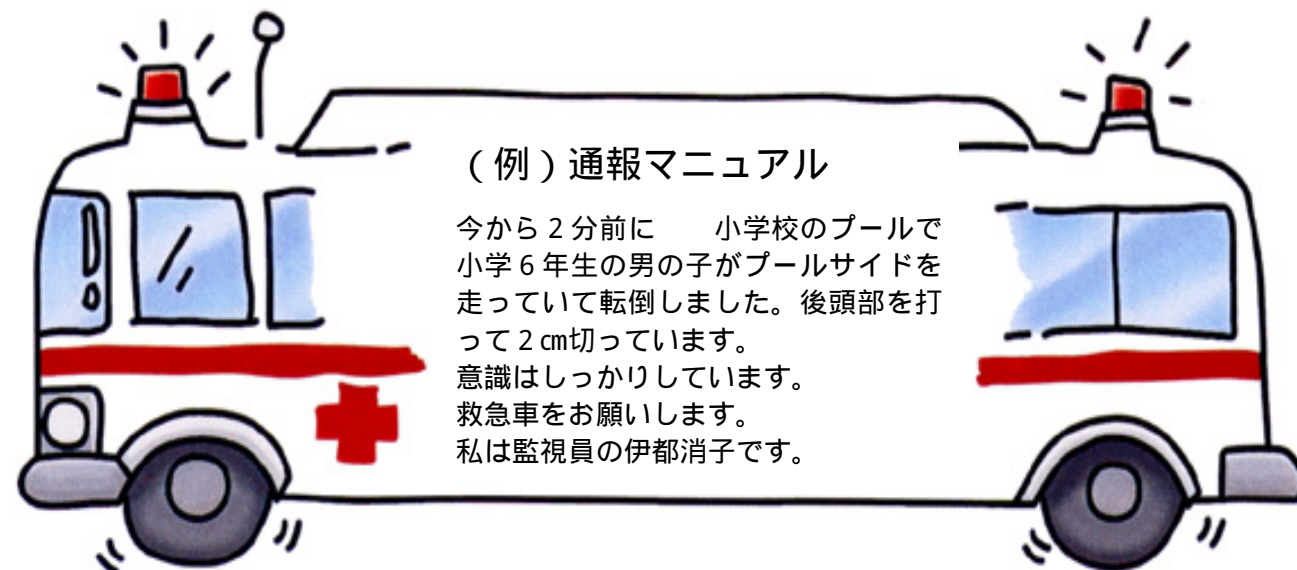 （例）通報マニュアル
今から２分前に　　小学校のプールで
小学６年生の男の子がプールサイドを
走っていて転倒しました。後頭部を打
って２㎝切っています。
意識はしっかりしています。
救急車をお願いします。
私は監視員の伊都消子です。